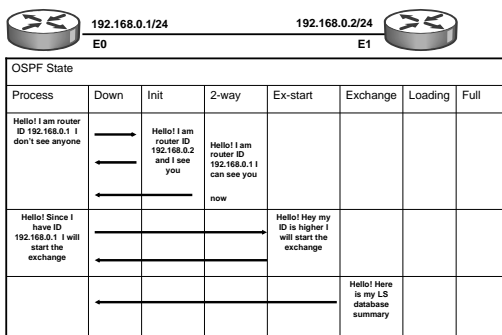 192.168.0.1/24
192.168.0.2/24
E0
E1
OSPF State
Process
Down
Init
2-way
Ex-start
Exchange
Loading
Full
Hello! I am router
ID 192.168.0.1 I
don't see anyone
Hello! I am
router ID
192.168.0.2
and I see
you
Hello! I am
router ID
192.168.0.1 I
can see you
now
Hello! Since I
have ID
192.168.0.1 I will
start the
exchange
Hello! Hey my
ID is higher I
will start the
exchange
Hello! Here
is my LS
database
summary